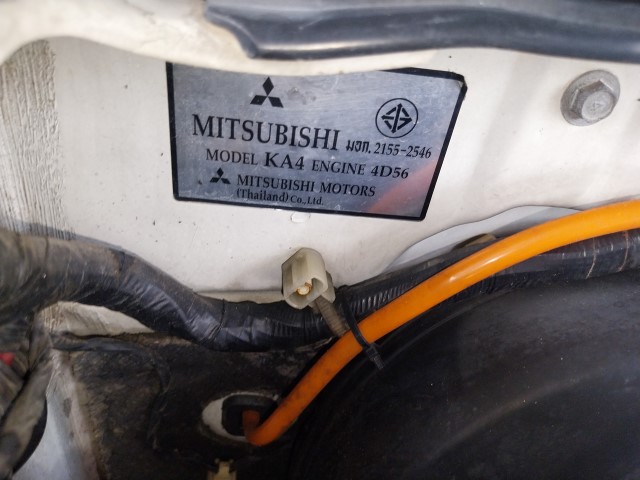 MITSUBISHI มอก. 2155-2546
MODEL KA4 ENGINE 4D56
MITSUBISHI MOTORS
(Thailand) Co., Ltd.